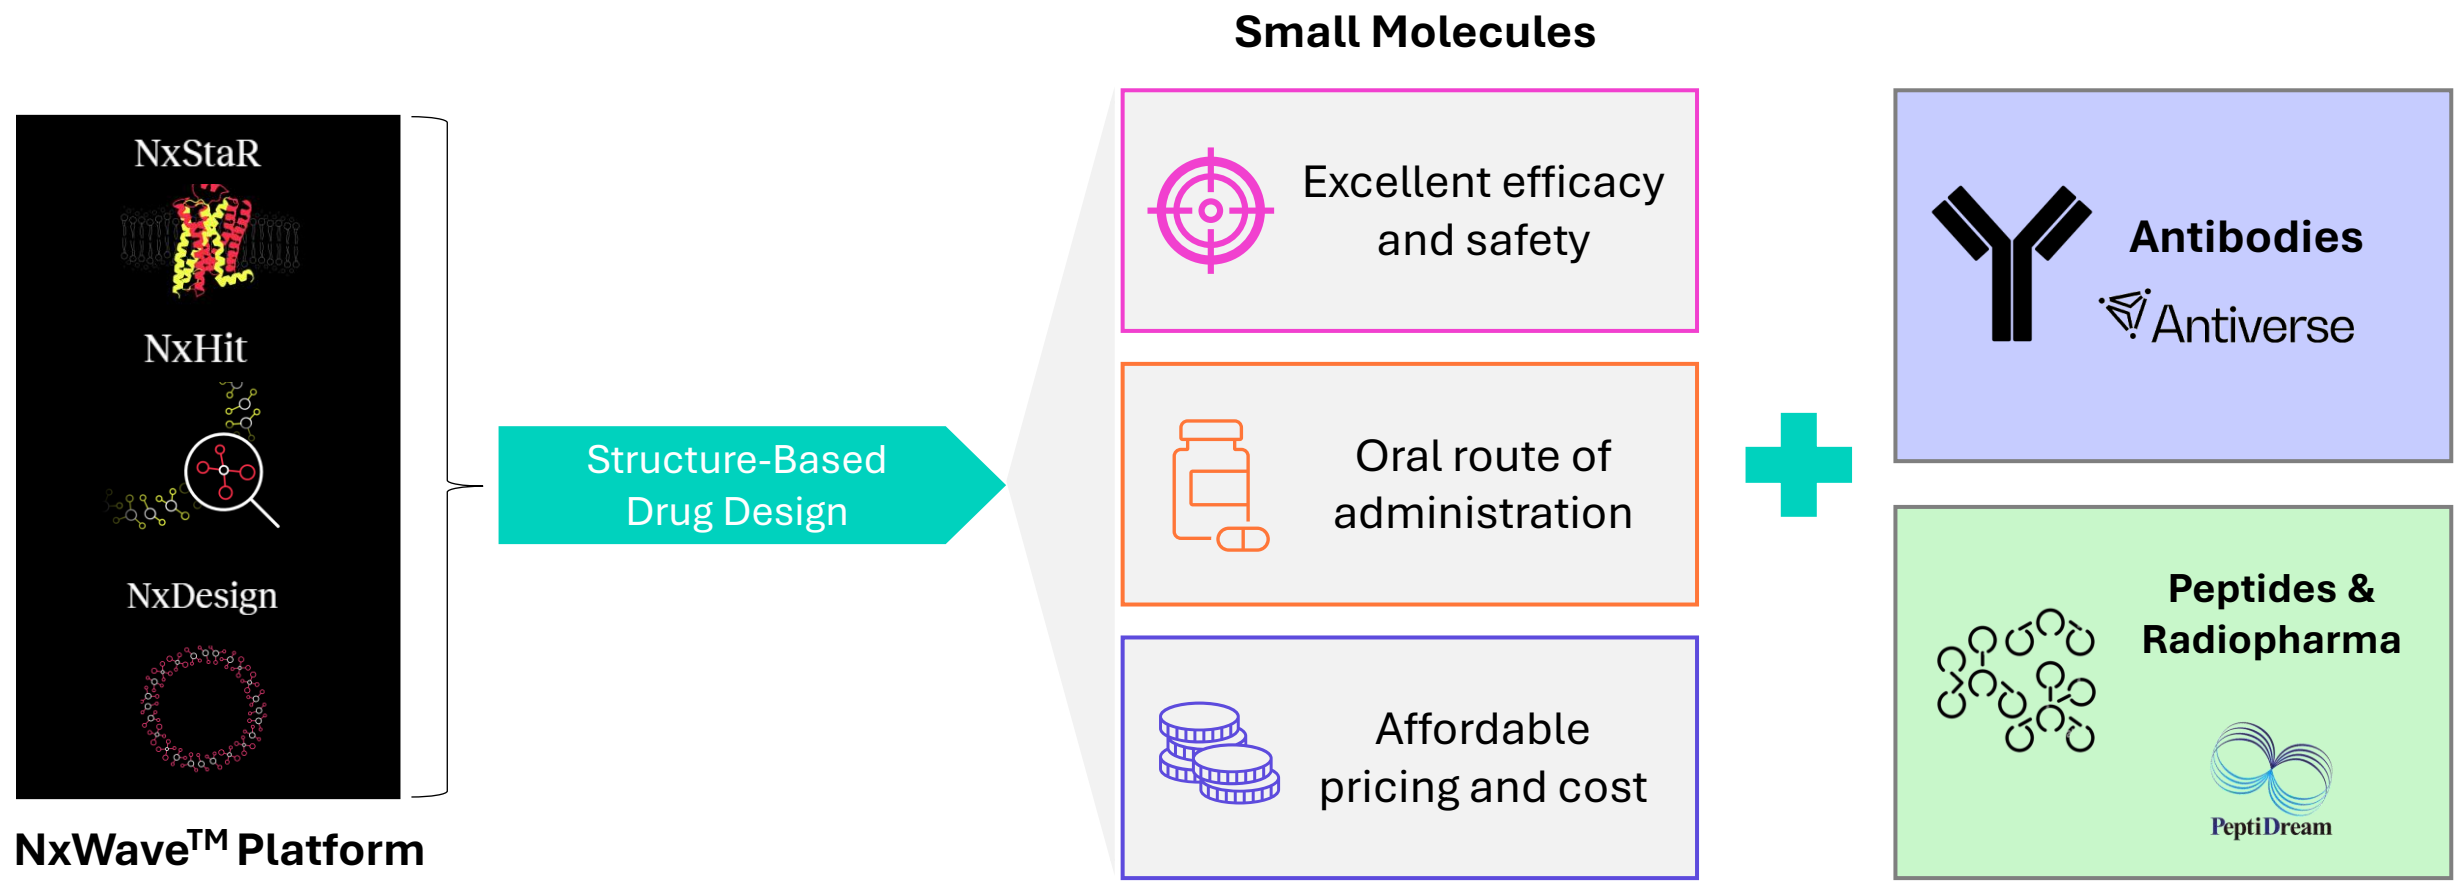 NxStaR
NxHit
NxDesign
NxWave™ Platform
Structure-Based
Drug Design
Small Molecules
Excellent efficacy
and safety
Oral route of
administration
Affordable
pricing and cost
Antibodies
Antiverse
Peptides &
Radiopharma
PeptiDream